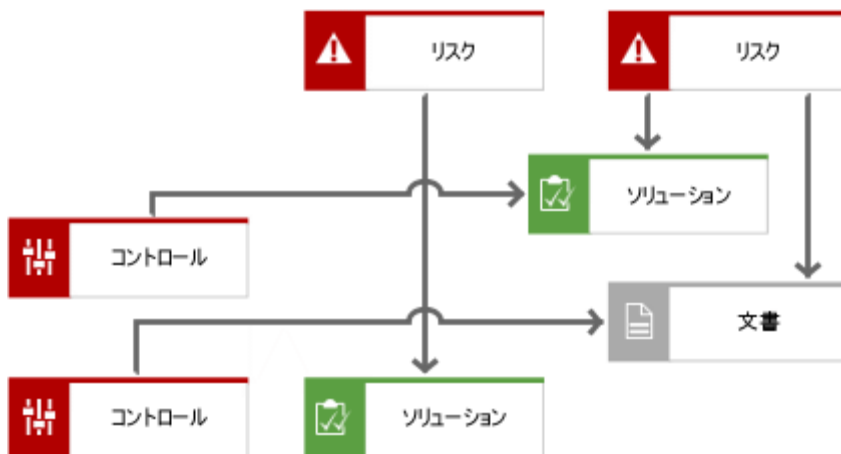 リスク
リスク
ソリューション
コントロール
文書
コントロール
ソリューション